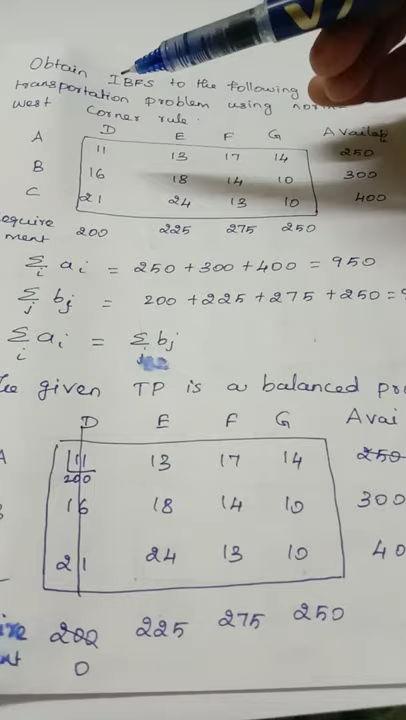 Obtain IBFS to the following
transportation problem using north
west corner rule.
D E F G
A 11 13 17 14 250
B 16 18 14 10 300
C 21 24 13 10 400
200 225 275 250
Σ i ai = 250+300+400 = 950
Σ j bj = 200+225+275+250=
Σ i ai = Σ bj
given TP is a balanced
D E F G Avai
A 11 13 17 14 250
200
16 18 14 10 300
21 24 13 10 40
200 225 275 250
0